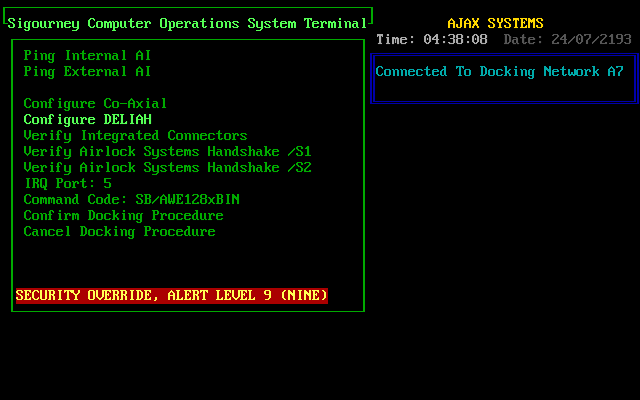 Sigourney Computer Operations System Terminal
AJAX SYSTEMS
Time: 04:38:08 Date: 24/07/2193
Ping Internal AI
Ping External AI
Connected To Docking Network A7
Configure Co-Axial
Configure DELIAH
Verify Integrated Connectors
Verify Airlock Systems Handshake /S1
Verify Airlock Systems Handshake /S2
IRQ Port: 5
Command Code: SB/AWE128xBIN
Confirm Docking Procedure
Cancel Docking Procedure
SECURITY OVERRIDE, ALERT LEVEL 9 (NINE)